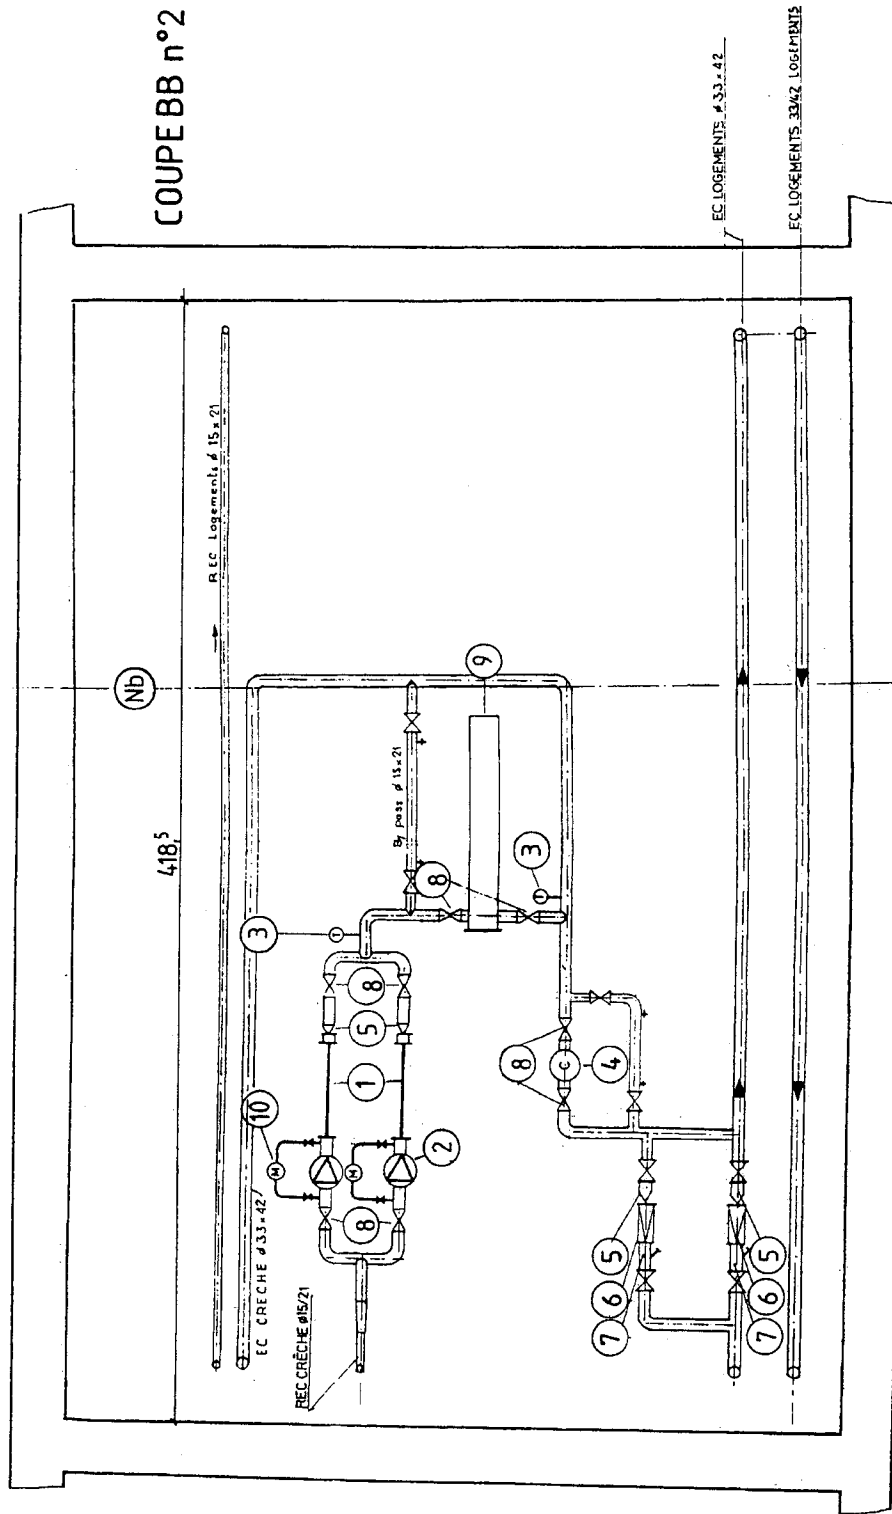 COUPE BB n°2
EC LOGEMENTS ø 33 x 42
EC LOGEMENTS 33/42 LOGEMENTS
Nb
418,5
REC Logements ø 15 x 21
By pass ø 15 x 21
EC CRECHE ø 33 x 42
REC CRÈCHE ø15/21
9
3
8
3
T
T
8
5
1
10
M
M
2
8
8
C
4
5
6
7
5
6
7